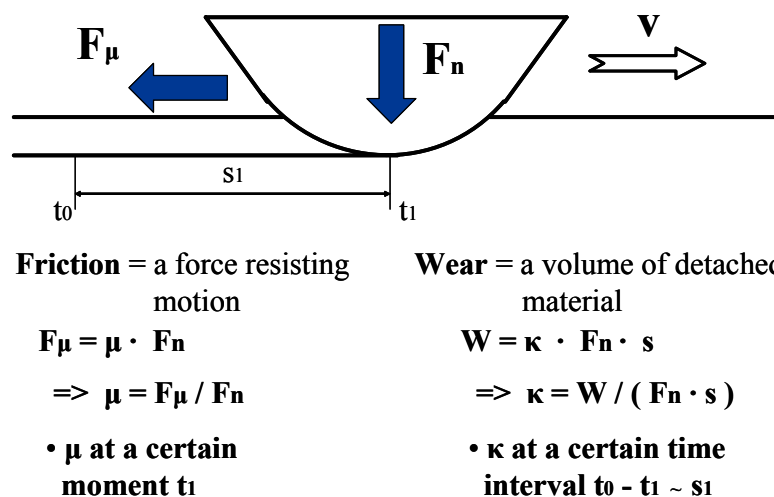 Fμ
Fn
v
s1
t0
t1
Friction = a force resisting
motion
Fμ = μ · Fn
=> μ = Fμ / Fn
• μ at a certain
moment t1
Wear = a volume of detached
material
W = κ · Fn · s
=> κ = W / ( Fn · s )
• κ at a certain time
interval t0 - t1 ~ s1